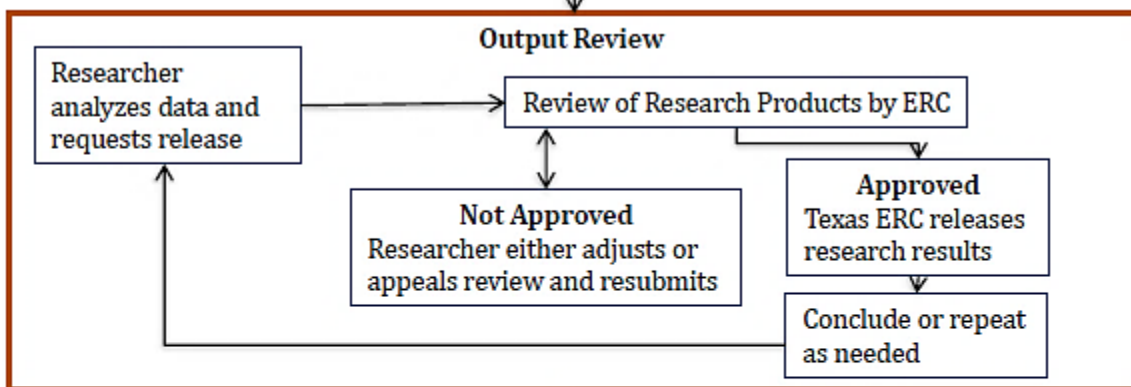 Output Review
Researcher
analyzes data and
requests release
Review of Research Products by ERC
Not Approved
Researcher either adjusts or
appeals review and resubmits
Approved
Texas ERC releases
research results
Conclude or repeat
as needed